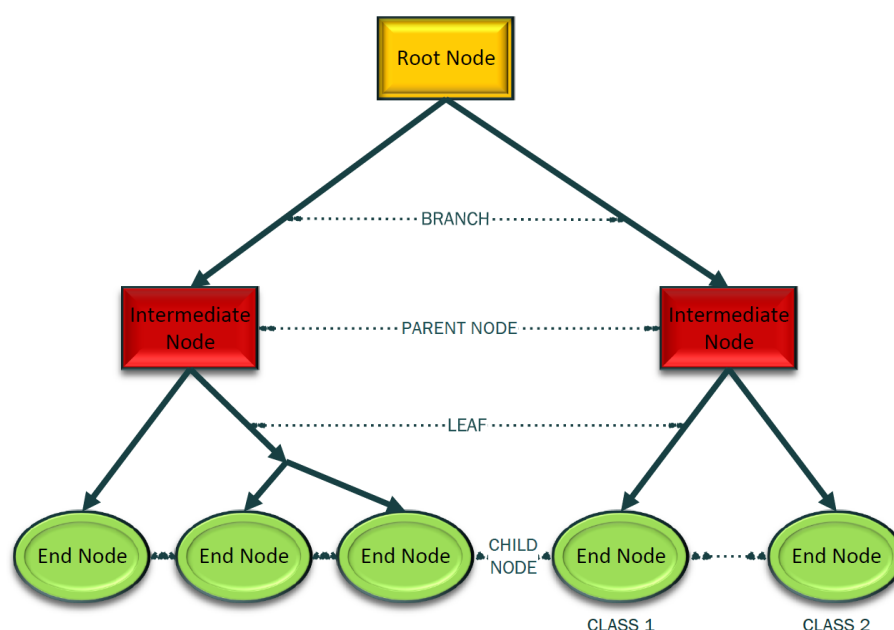 Root Node
BRANCH
Intermediate
Node
PARENT NODE
Intermediate
Node
LEAF
End Node
End Node
End Node
CHILD
NODE
End Node
End Node
CLASS 1
CLASS 2